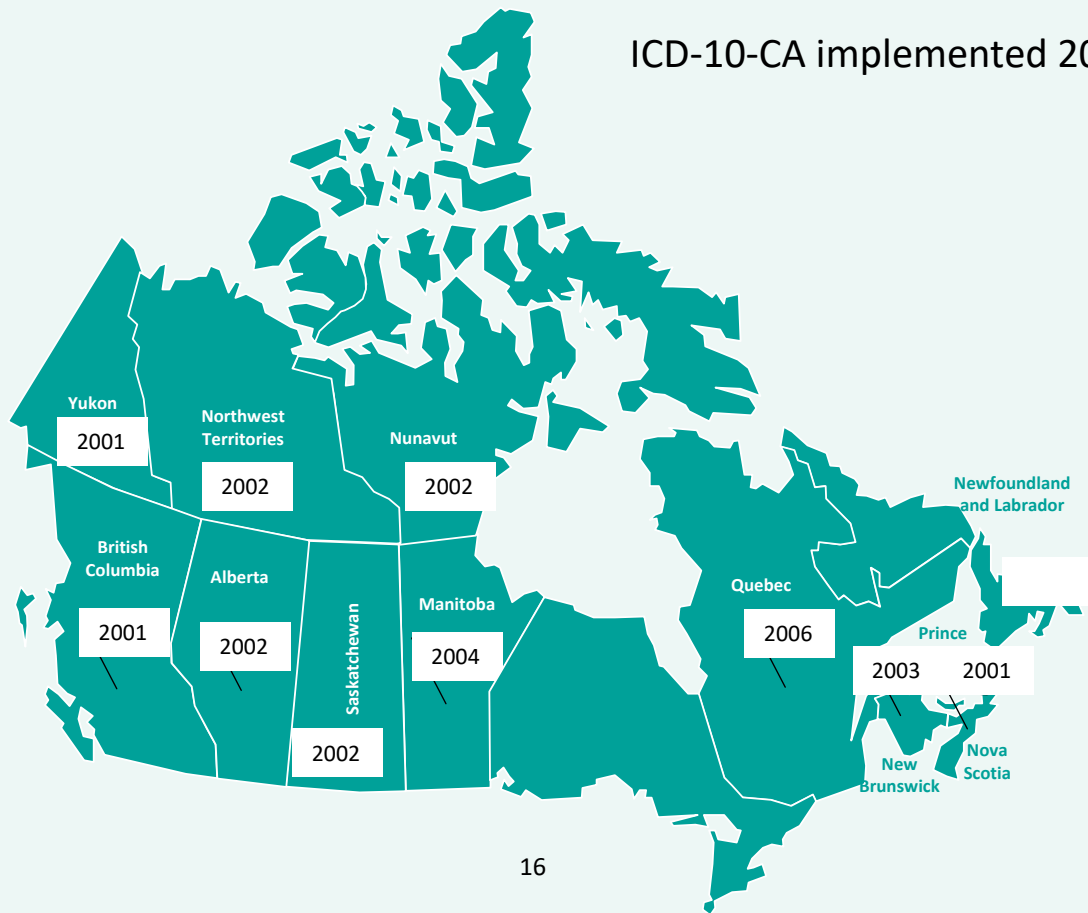 ICD-10-CA implemented 20
Yukon
2001
Northwest
Territories
2002
Nunavut
2002
Newfoundland
and Labrador
British
Columbia
2001
Alberta
2002
Saskatchewan
2002
Manitoba
2004
Quebec
2006
Prince
2003
2001
New
Brunswick
Nova
Scotia
16